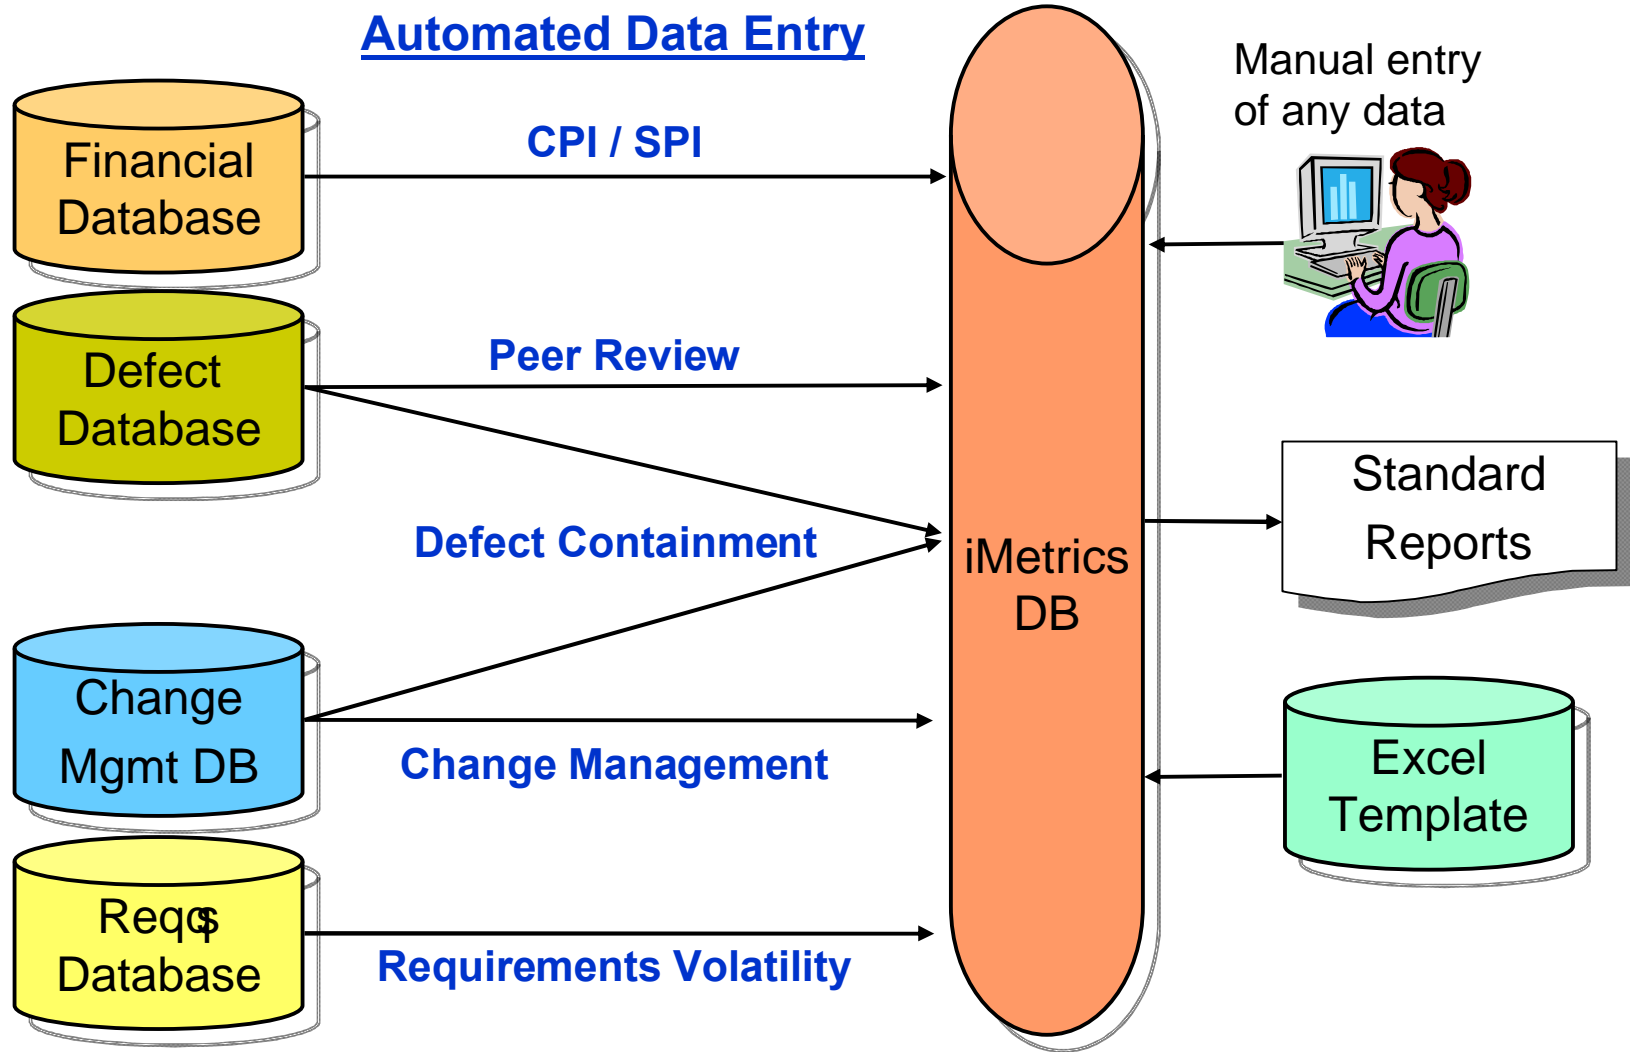 Automated Data Entry
Financial
Database
CPI / SPI
Manual entry
of any data
Defect
Database
Peer Review
Defect Containment
iMetrics
DB
Standard
Reports
Change
Mgmt DB
Change Management
Excel
Template
Database
Requirements Volatility